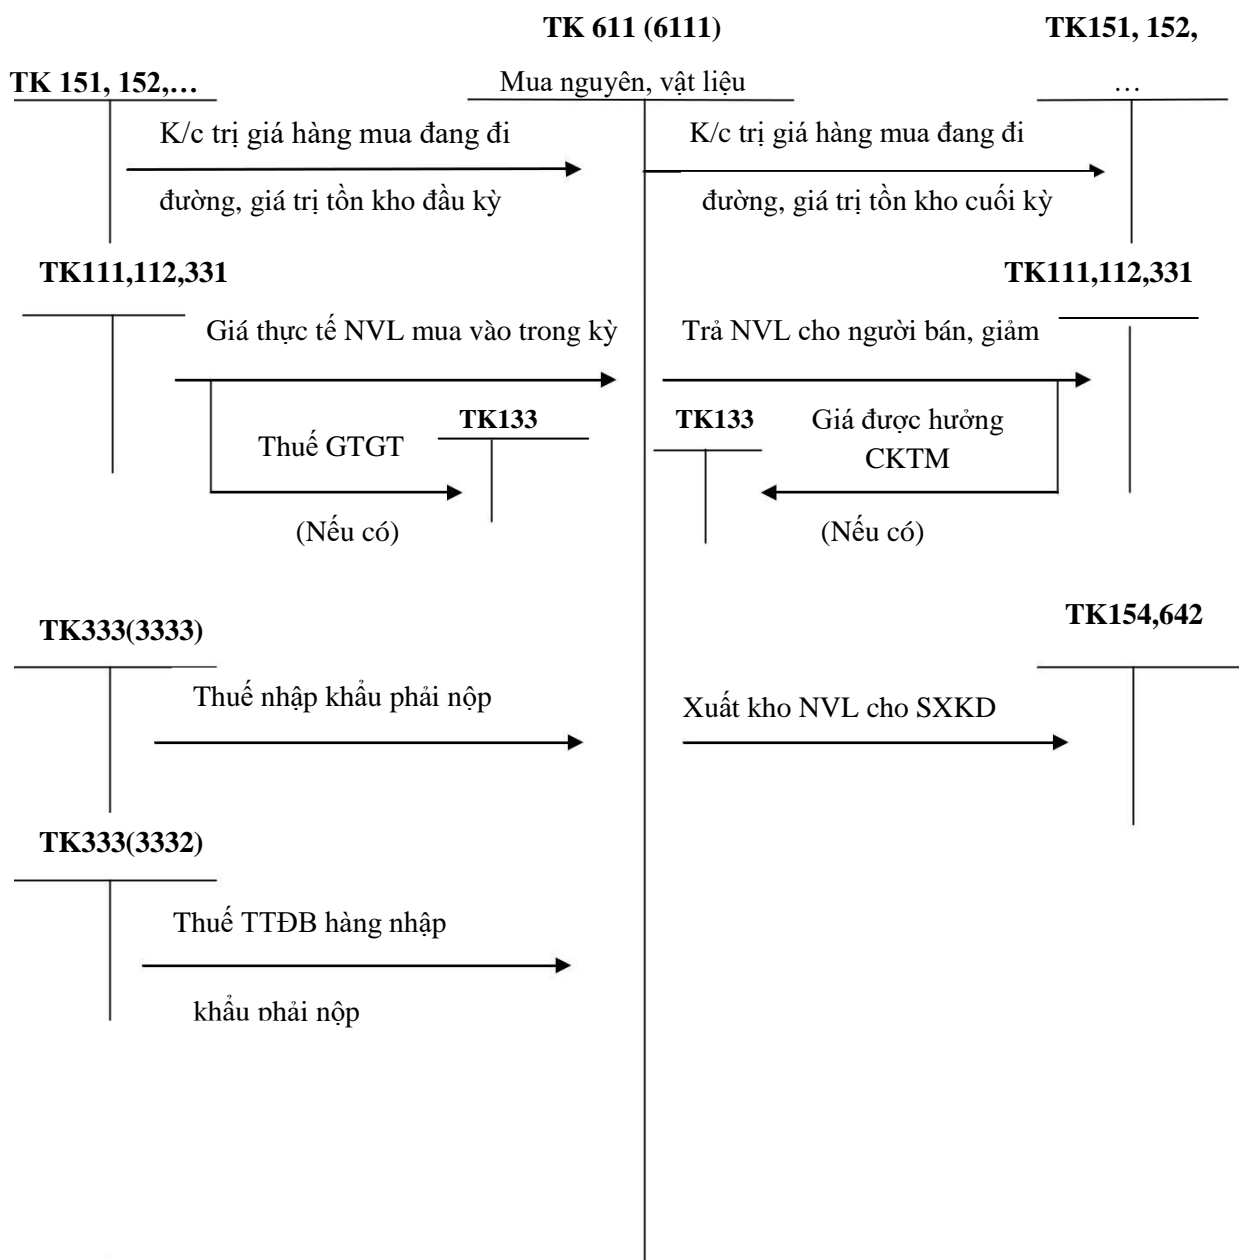 TK 611 (6111)
TK151, 152,
TK 151, 152,…
Mua nguyên, vật liệu
…
K/c trị giá hàng mua đang đi
K/c trị giá hàng mua đang đi
đường, giá trị tồn kho đầu kỳ
đường, giá trị tồn kho cuối kỳ
TK111,112,331
TK111,112,331
Giá thực tế NVL mua vào trong kỳ
Trả NVL cho người bán, giảm
TK133
TK133
Giá được hưởng
Thuế GTGT
CKTM
(Nếu có)
(Nếu có)
TK333(3333)
TK154,642
Thuế nhập khẩu phải nộp
Xuất kho NVL cho SXKD
TK333(3332)
Thuế TTĐB hàng nhập
khẩu phải nộp